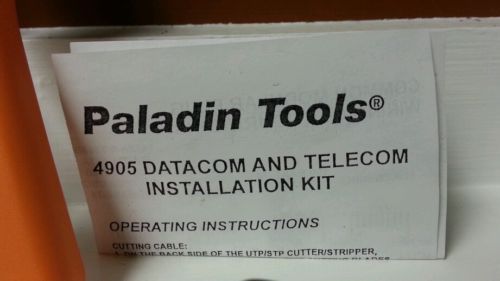 Paladin Tools®
4905 DATACOM AND TELECOM
INSTALLATION KIT
OPERATING INSTRUCTIONS
CUTTING CABLE:
1. ON THE BACK SIDE OF THE UTP/STP CUTTER/STRIPPER,